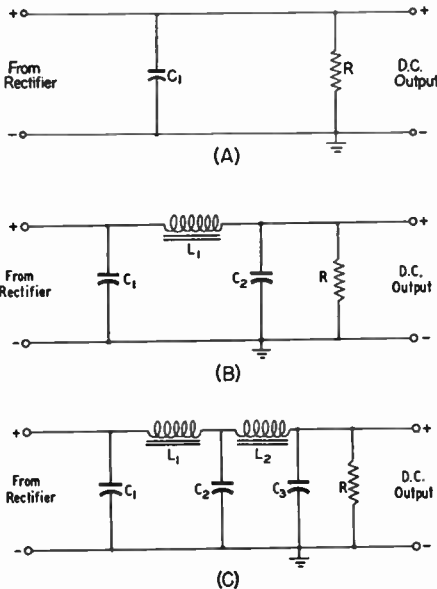 + +
From Rectifier C1 R D.C. Output
- -
(A)
+ L1 +
From Rectifier C1 C2 R D.C. Output
- -
(B)
+ L1 L2 +
From Rectifier C1 C2 C3 R D.C. Output
- -
(C)